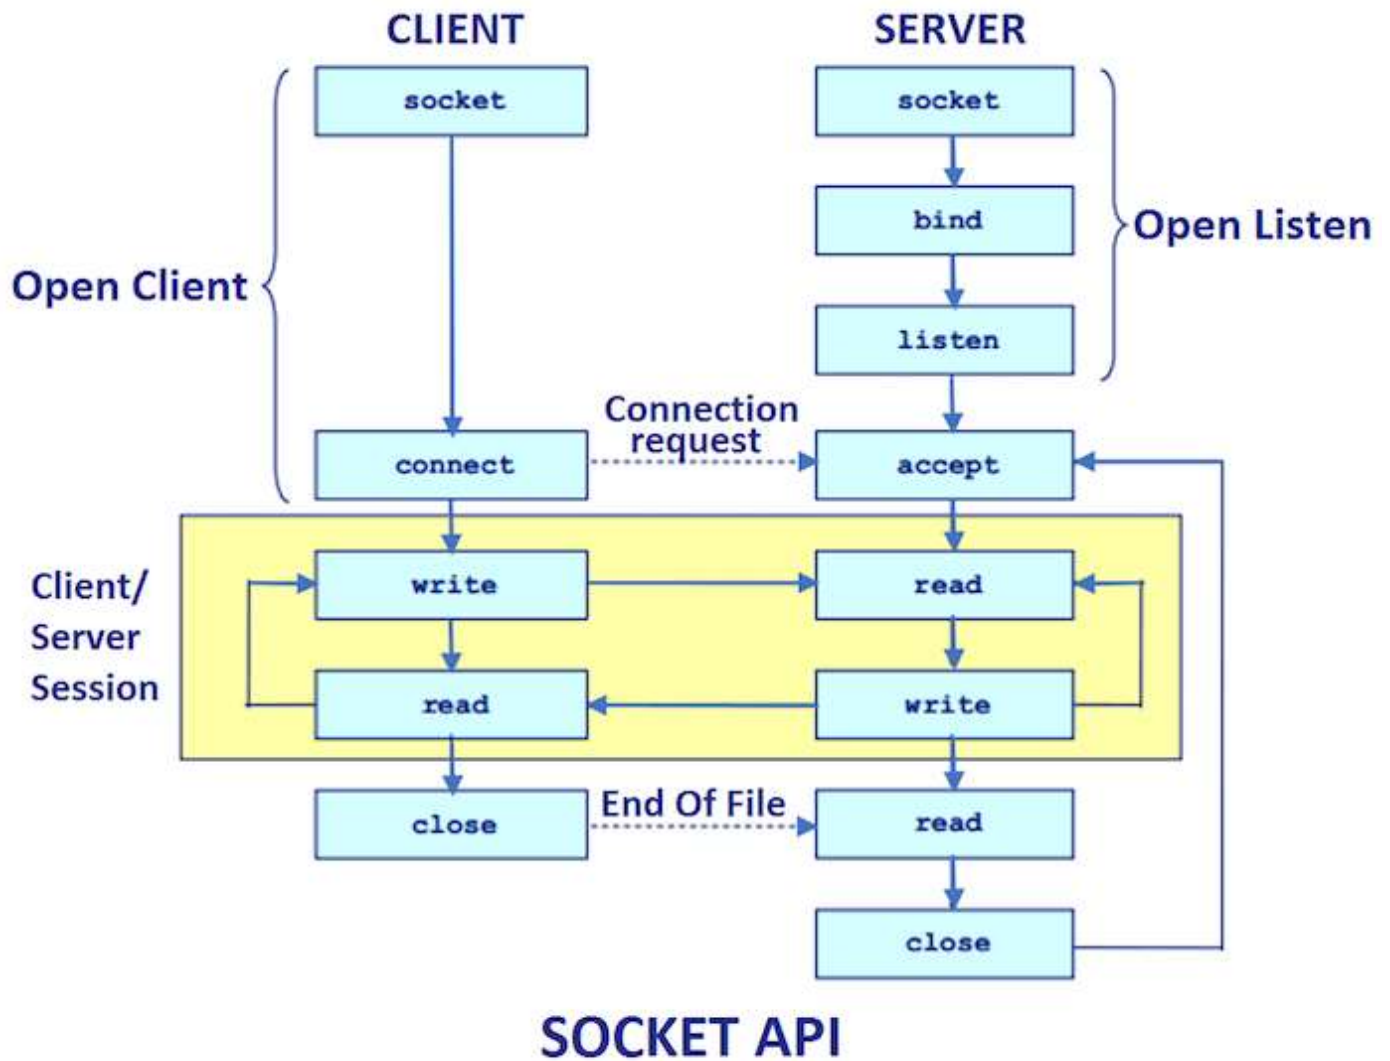 CLIENT
SERVER
socket
socket
bind
Open Listen
Open Client
listen
Connection
request
connect
accept
Client/
Server
Session
write
read
read
write
close
End Of File
read
close
SOCKET API